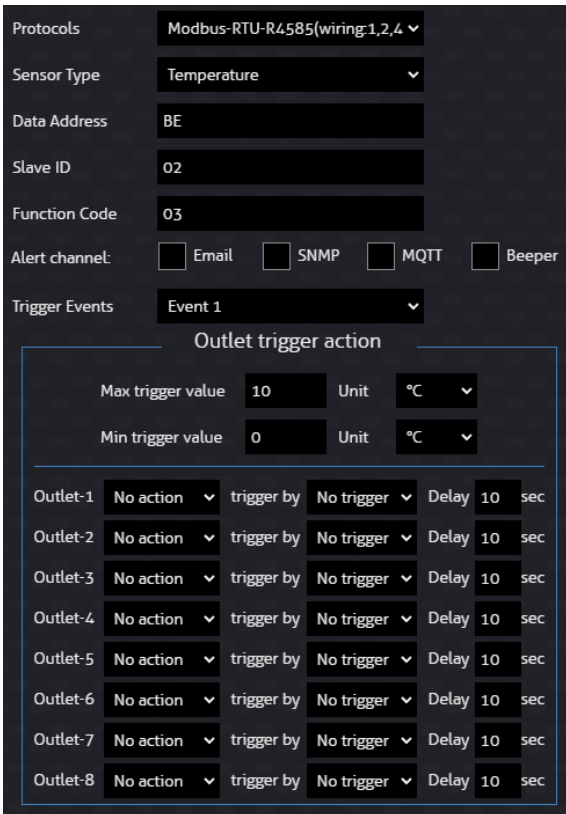 Protocols Modbus-RTU-R4585(wiring:1,2,4
Sensor Type Temperature
Data Address BE
Slave ID 02
Function Code 03
Alert channel: Email SNMP MQTT Beeper
Trigger Events Event 1
Outlet trigger action
Max trigger value 10 Unit °C
Min trigger value 0 Unit °C
Outlet-1 No action trigger by No trigger Delay 10 sec
Outlet-2 No action trigger by No trigger Delay 10 sec
Outlet-3 No action trigger by No trigger Delay 10 sec
Outlet-4 No action trigger by No trigger Delay 10 sec
Outlet-5 No action trigger by No trigger Delay 10 sec
Outlet-6 No action trigger by No trigger Delay 10 sec
Outlet-7 No action trigger by No trigger Delay 10 sec
Outlet-8 No action trigger by No trigger Delay 10 sec